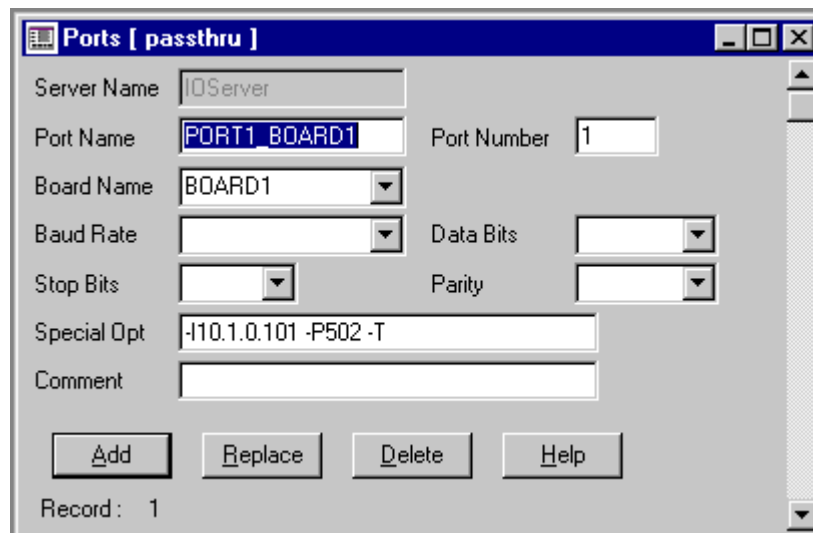 Ports [ passthru ]
Server Name IOServer
Port Name PORT1_BOARD1 Port Number 1
Board Name BOARD1
Baud Rate Data Bits
Stop Bits Parity
Special Opt -I10.1.0.101 -P502 -T
Comment
Add Replace Delete Help
Record : 1